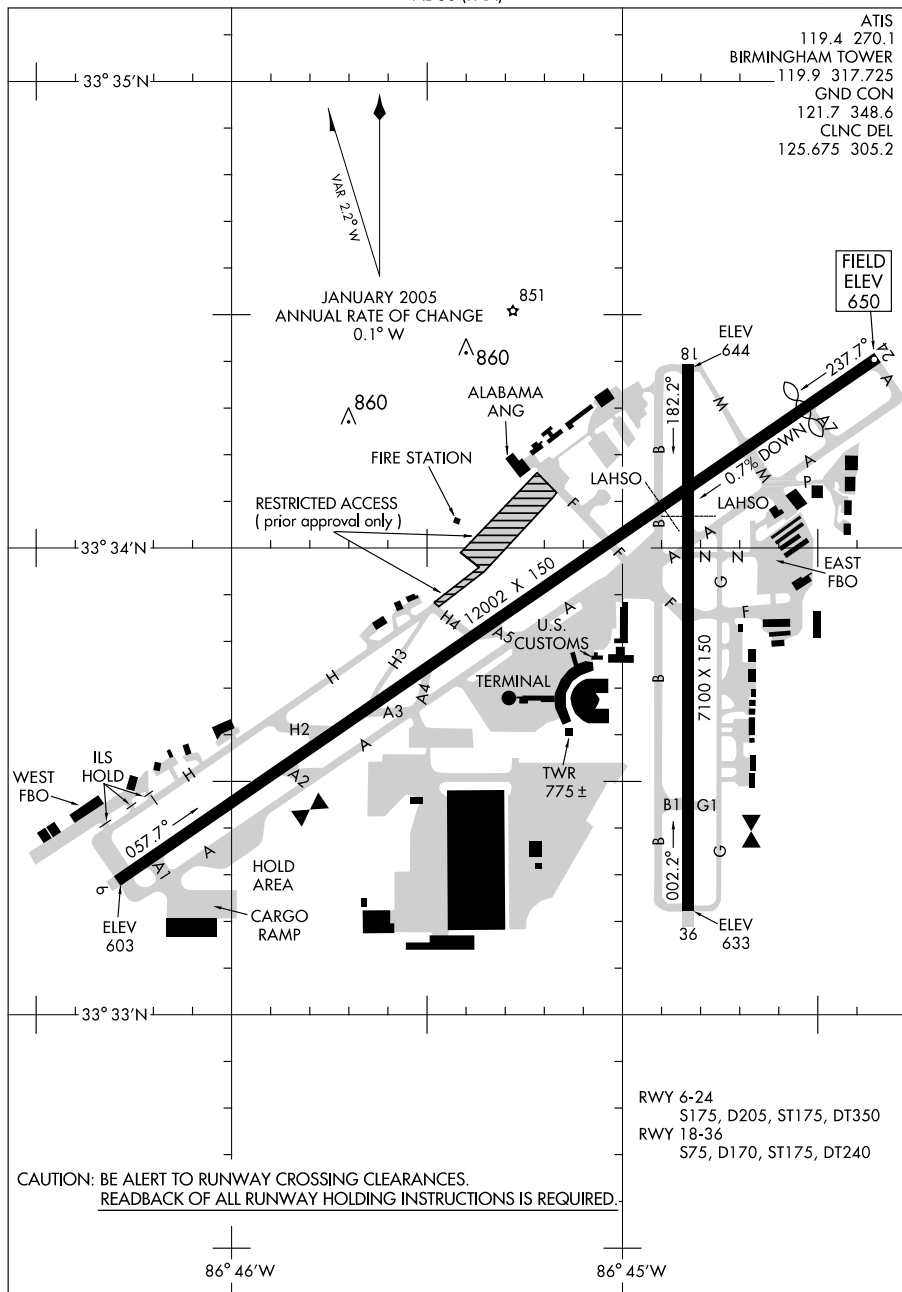 ATIS
119.4 270.1
BIRMINGHAM TOWER
119.9 317.725
GND CON
121.7 348.6
CLNC DEL
125.675 305.2
33° 35'N
VAR 2.2° W
JANUARY 2005
ANNUAL RATE OF CHANGE
0.1° W
851
860
860
FIELD
ELEV
650
ELEV
644
18
24
A
237.7°
182.2°
M
A7
0.7% DOWN
M
A
P
B
ALABAMA
ANG
FIRE STATION
LAHSO
LAHSO
RESTRICTED ACCESS
( prior approval only )
F
B
A
33° 34'N
F
A
N
N
EAST
FBO
12002 X 150
G
F
F
H4
A5
A
U.S.
CUSTOMS
H3
H
TERMINAL
A4
A3
B
7100 X 150
H2
A
TWR
775 ±
A2
ILS
HOLD
H
WEST
FBO
B1
G1
057.7°
A
A1
HOLD
AREA
B
002.2°
G
6
ELEV
603
CARGO
RAMP
36
ELEV
633
33° 33'N
RWY 6-24
S175, D205, ST175, DT350
RWY 18-36
S75, D170, ST175, DT240
CAUTION: BE ALERT TO RUNWAY CROSSING CLEARANCES.
READBACK OF ALL RUNWAY HOLDING INSTRUCTIONS IS REQUIRED.
86° 46'W
86° 45'W